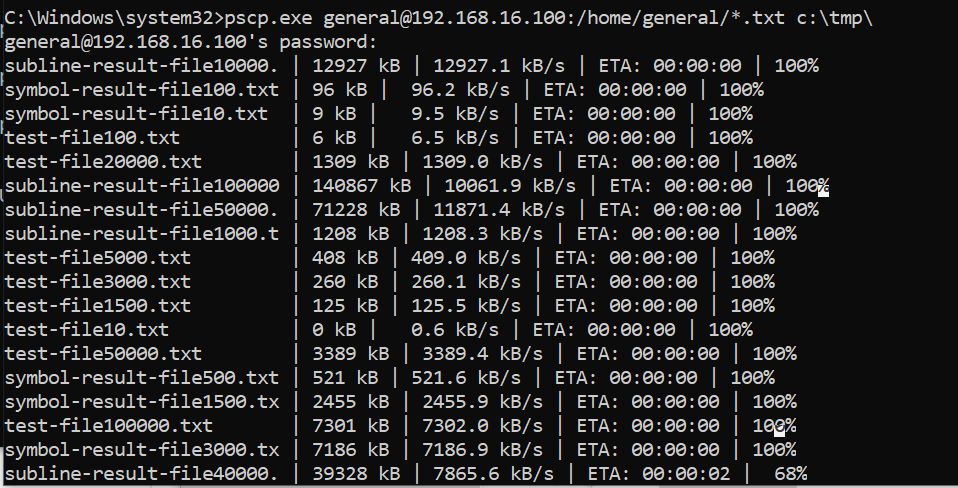 C:\Windows\system32>pscp.exe general@192.168.16.100:/home/general/*.txt c:\tmp\
general@192.168.16.100's password:
subline-result-file10000. | 12927 kB | 12927.1 kB/s | ETA: 00:00:00 | 100%
symbol-result-file100.txt | 96 kB |  96.2 kB/s | ETA: 00:00:00 | 100%
symbol-result-file10.txt  | 9 kB |   9.5 kB/s | ETA: 00:00:00 | 100%
test-file100.txt          | 6 kB |   6.5 kB/s | ETA: 00:00:00 | 100%
test-file20000.txt        | 1309 kB | 1309.0 kB/s | ETA: 00:00:00 | 100%
subline-result-file100000 | 140867 kB | 10061.9 kB/s | ETA: 00:00:00 | 100%
subline-result-file50000. | 71228 kB | 11871.4 kB/s | ETA: 00:00:00 | 100%
subline-result-file1000.t | 1208 kB | 1208.3 kB/s | ETA: 00:00:00 | 100%
test-file5000.txt         | 408 kB | 409.0 kB/s | ETA: 00:00:00 | 100%
test-file3000.txt         | 260 kB | 260.1 kB/s | ETA: 00:00:00 | 100%
test-file1500.txt         | 125 kB | 125.5 kB/s | ETA: 00:00:00 | 100%
test-file10.txt           | 0 kB |   0.6 kB/s | ETA: 00:00:00 | 100%
test-file50000.txt        | 3389 kB | 3389.4 kB/s | ETA: 00:00:00 | 100%
symbol-result-file500.txt | 521 kB | 521.6 kB/s | ETA: 00:00:00 | 100%
symbol-result-file1500.tx | 2455 kB | 2455.9 kB/s | ETA: 00:00:00 | 100%
test-file100000.txt       | 7301 kB | 7302.0 kB/s | ETA: 00:00:00 | 100%
symbol-result-file3000.tx | 7186 kB | 7186.9 kB/s | ETA: 00:00:00 | 100%
subline-result-file40000. | 39328 kB | 7865.6 kB/s | ETA: 00:00:02 |  68%